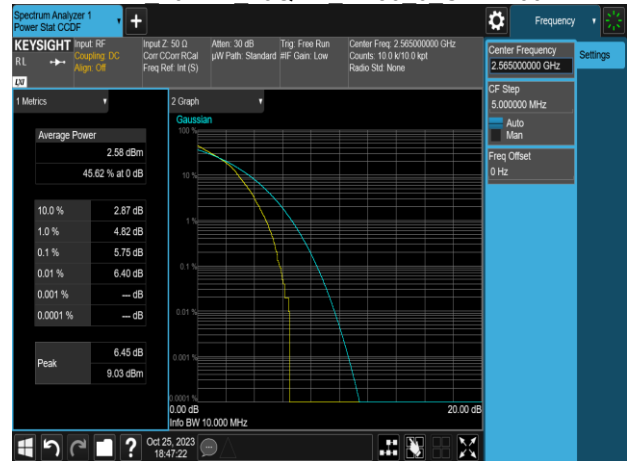 Spectrum Analyzer 1
Power Stat CCDF
Frequency
KEYSIGHT
RL
LXI
Input: RF
Coupling: DC
Align: Off
Input Z: 50 Ω
Corr CCorr RCal
Freq Ref: Int (S)
Atten: 30 dB
µW Path: Standard
Trig: Free Run
#IF Gain: Low
Center Freq: 2.565000000 GHz
Counts: 10.0 k/10.0 kpt
Radio Std: None
Center Frequency
2.565000000 GHz
Settings
CF Step
5.000000 MHz
Auto
Man
Freq Offset
0 Hz
1 Metrics
Average Power
2.58 dBm
45.62 % at 0 dB
10.0 % 2.87 dB
1.0 % 4.82 dB
0.1 % 5.75 dB
0.01 % 6.40 dB
0.001 % --- dB
0.0001 % --- dB
Peak
6.45 dB
9.03 dBm
2 Graph
Gaussian
100 %
10 %
1 %
0.1 %
0.01 %
0.001 %
0.0001 %
0.00 dB 20.00 dB
Info BW 10.000 MHz
?
Oct 25, 2023
18:47:22